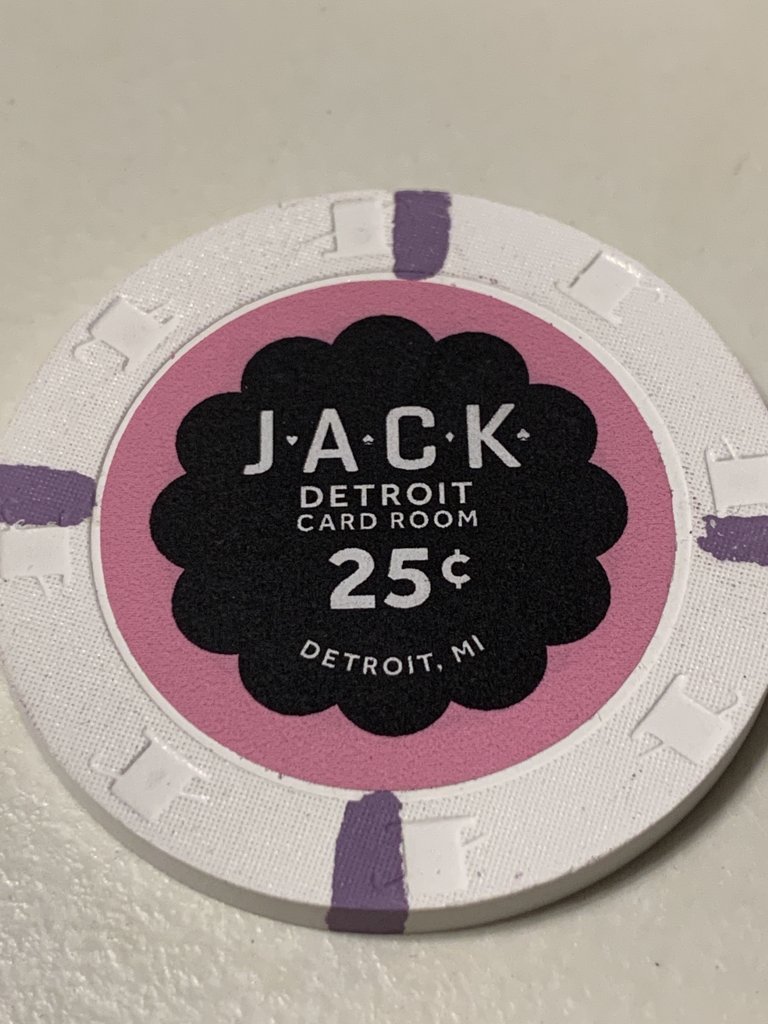 J♥A♠C♦K♠
DETROIT
CARD ROOM
25¢
DETROIT, MI